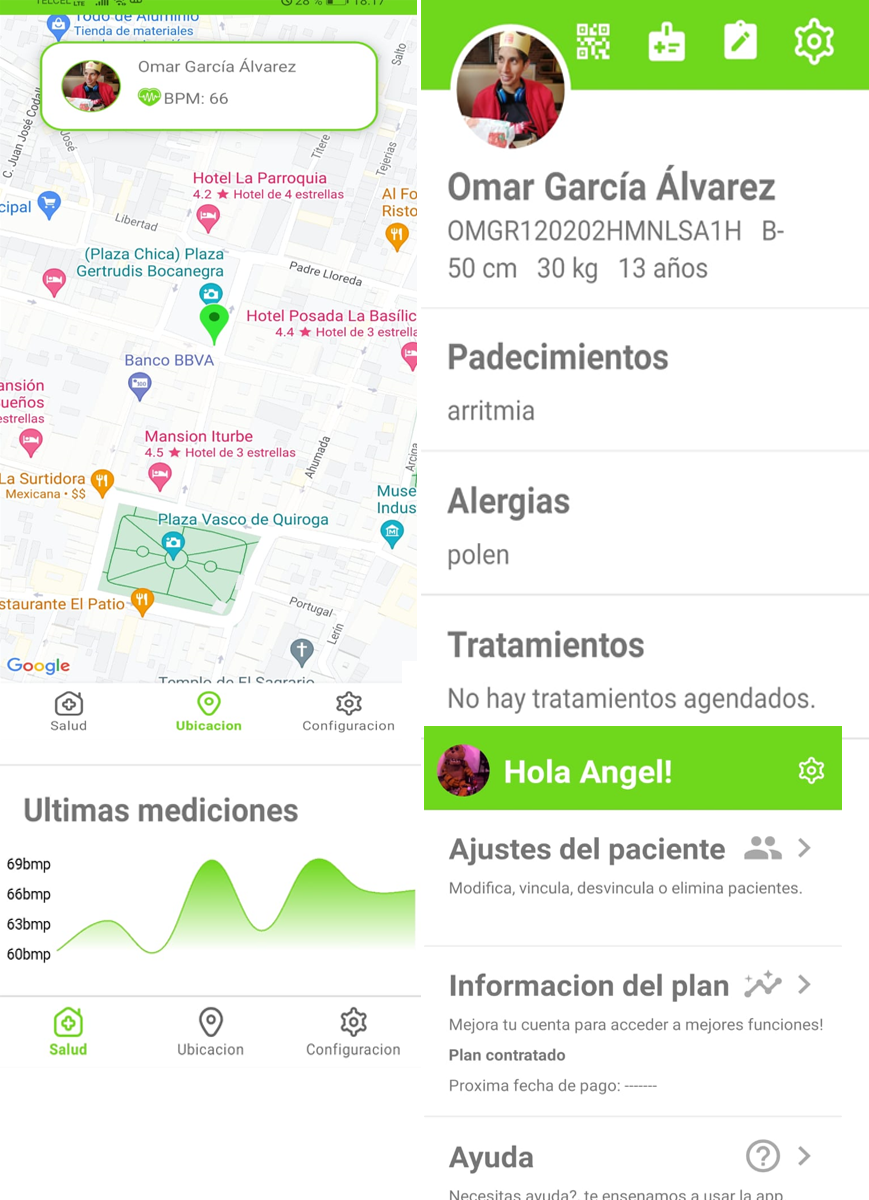 TELCEL LTE
28 %
18:17
Todo de Aluminio
Tienda de materiales
Omar García Álvarez
BPM: 66
Salto
C. Juan José Codall
José
Títere
Tejerias
Hotel La Parroquia
4.2 ★ Hotel de 4 estrellas
cipal
Al Fo
Risto
Libertad
(Plaza Chica) Plaza
Gertrudis Bocanegra
Padre Lloreda
Hotel Posada La Basílic
4.4 ★ Hotel de 3 estrella
Banco BBVA
ansión
ueños
estrellas
Mansion Iturbe
4.5 ★ Hotel de 3 estrellas
Ahumada
Arcina
La Surtidora
Mexicana • $$
Muse
Indus
Plaza Vasco de Quiroga
staurante El Patio
Portugal
Lerín
Google
Templo de El Sagrario
Salud
Ubicacion
Configuracion
Ultimas mediciones
69bmp
66bmp
63bmp
60bmp
Salud
Ubicacion
Configuracion
Omar García Álvarez
OMGR120202HMNLSA1H B-
50 cm 30 kg 13 años
Padecimientos
arritmia
Alergias
polen
Tratamientos
No hay tratamientos agendados.
Hola Angel!
Ajustes del paciente
Modifica, vincula, desvincula o elimina pacientes.
Informacion del plan
Mejora tu cuenta para acceder a mejores funciones!
Plan contratado
Proxima fecha de pago: -------
Ayuda
Necesitas ayuda?, te ensenamos a usar la app